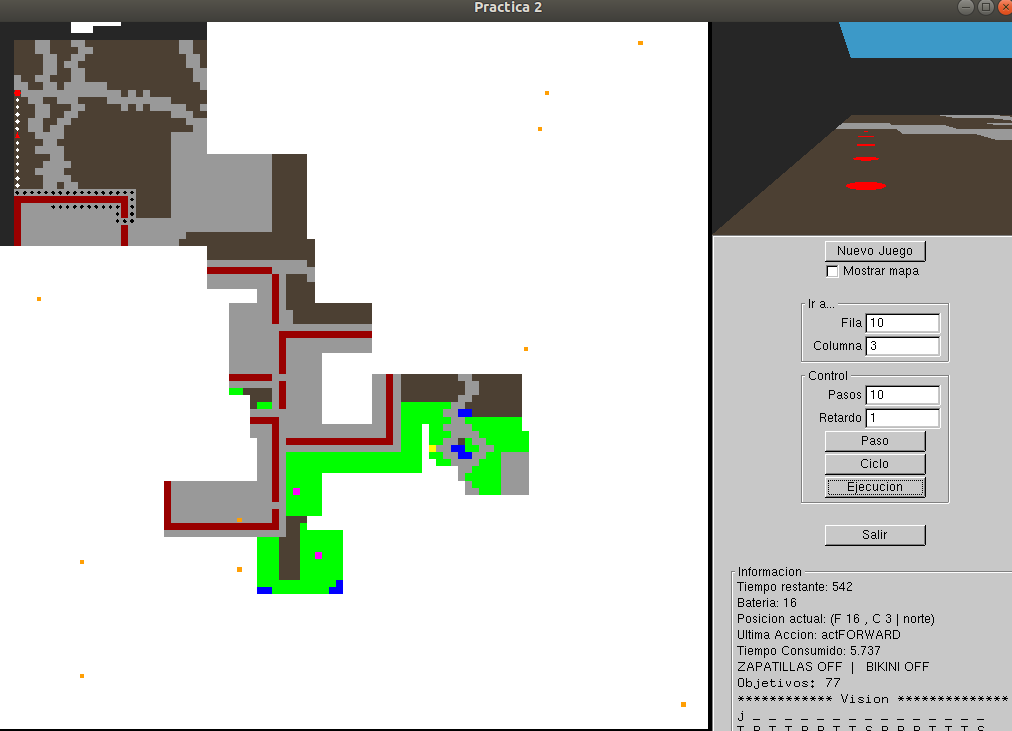 Practica 2
Nuevo Juego
Mostrar mapa
Ir a...
Fila 10
Columna 3
Control
Pasos 10
Retardo 1
Paso
Ciclo
Ejecucion
Salir
Informacion
Tiempo restante: 542
Bateria: 16
Posicion actual: (F 16 , C 3 | norte)
Ultima Accion: actFORWARD
Tiempo Consumido: 5.737
ZAPATILLAS OFF | BIKINI OFF
Objetivos: 77
************ Vision **************
j _ _ _ _ _ _ _ _ _ _ _ _ _ _ _